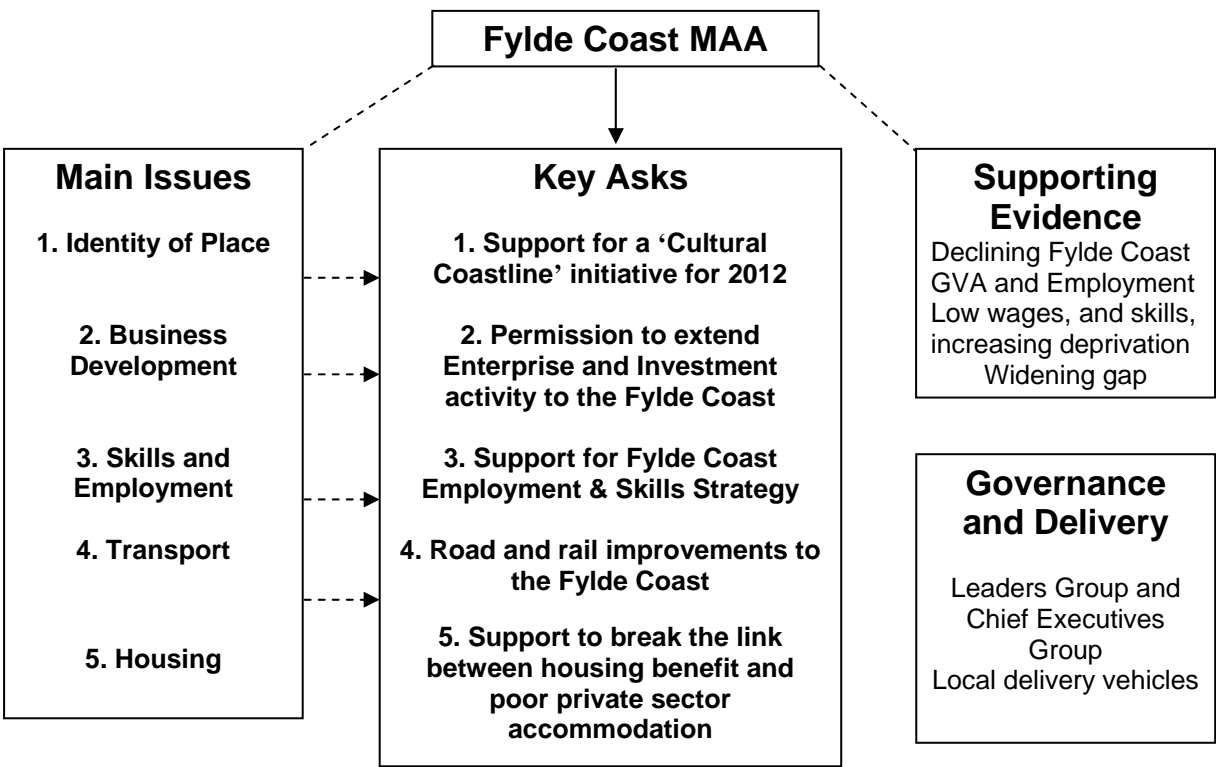 Fylde Coast MAA
Main Issues
1. Identity of Place
2. Business
Development
3. Skills and
Employment
4. Transport
5. Housing
Key Asks
1. Support for a ‘Cultural
Coastline’ initiative for 2012
2. Permission to extend
Enterprise and Investment
activity to the Fylde Coast
3. Support for Fylde Coast
Employment & Skills Strategy
4. Road and rail improvements to
the Fylde Coast
5. Support to break the link
between housing benefit and
poor private sector
accommodation
Supporting
Evidence
Declining Fylde Coast
GVA and Employment
Low wages, and skills,
increasing deprivation
Widening gap
Governance
and Delivery
Leaders Group and
Chief Executives
Group
Local delivery vehicles